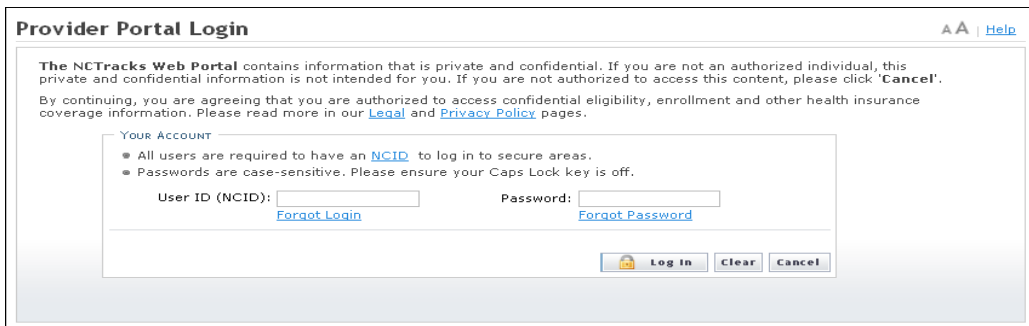 Provider Portal Login
A A | Help
The NCTracks Web Portal contains information that is private and confidential. If you are not an authorized individual, this
private and confidential information is not intended for you. If you are not authorized to access this content, please click 'Cancel'.
By continuing, you are agreeing that you are authorized to access confidential eligibility, enrollment and other health insurance
coverage information. Please read more in our Legal and Privacy Policy pages.
YOUR ACCOUNT
All users are required to have an NCID to log in to secure areas.
Passwords are case-sensitive. Please ensure your Caps Lock key is off.
User ID (NCID): Password:
Forgot Login Forgot Password
Log In Clear Cancel